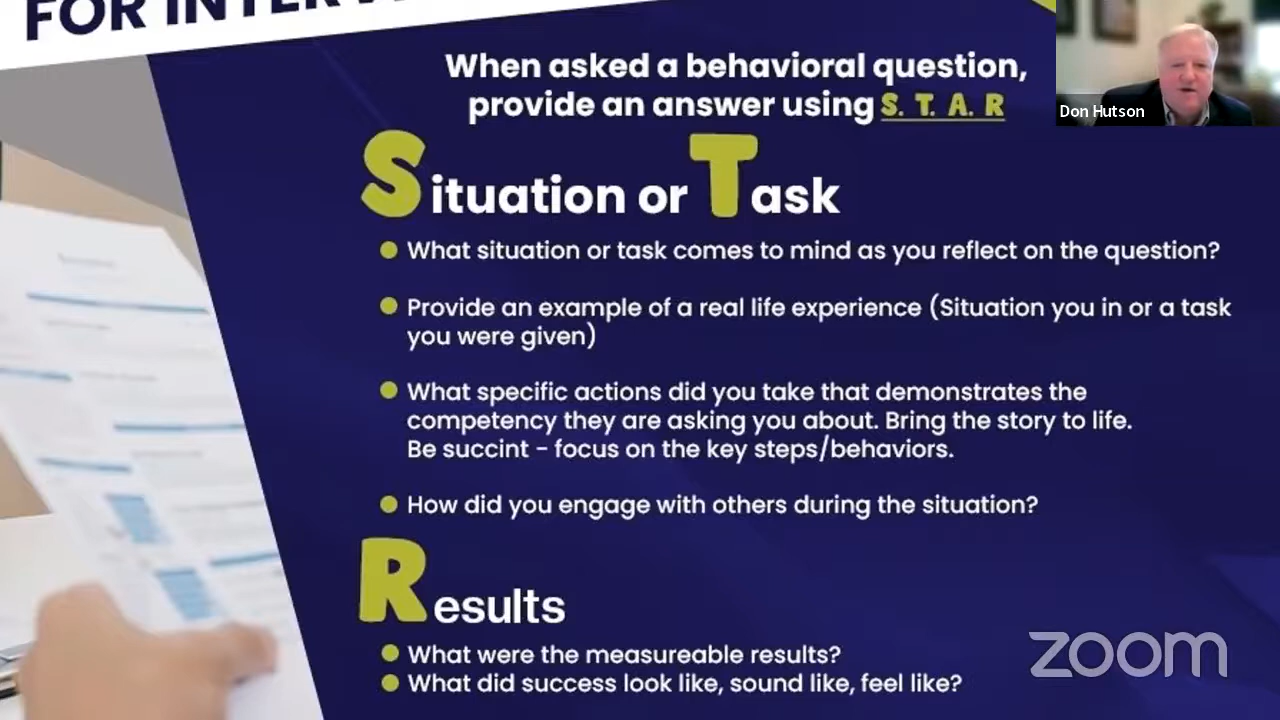 When asked a behavioral question,
provide an answer using S. T. A. R
Don Hutson
Situation or Task
What situation or task comes to mind as you reflect on the question?
Provide an example of a real life experience (Situation you in or a task
you were given)
What specific actions did you take that demonstrates the
competency they are asking you about. Bring the story to life.
Be succint - focus on the key steps/behaviors.
How did you engage with others during the situation?
Results
What were the measureable results?
What did success look like, sound like, feel like?
zoom